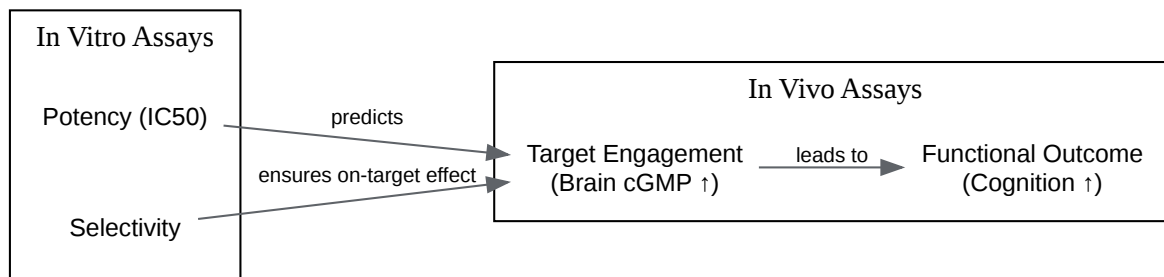 In Vitro Assays
Potency (IC50)
Selectivity
predicts
ensures on-target effect
In Vivo Assays
Target Engagement
(Brain cGMP ↑)
leads to
Functional Outcome
(Cognition ↑)